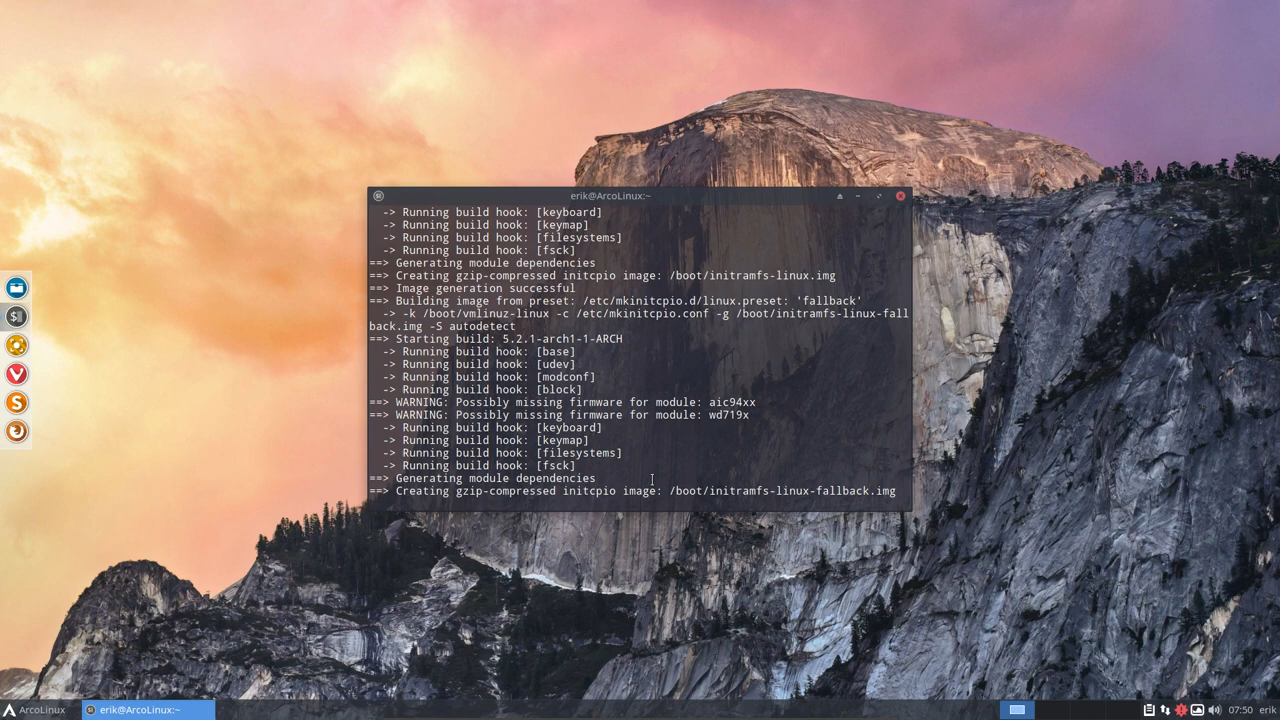 erik@ArcoLinux:~
-> Running build hook: [keyboard]
-> Running build hook: [keymap]
-> Running build hook: [filesystems]
-> Running build hook: [fsck]
==> Generating module dependencies
==> Creating gzip-compressed initcpio image: /boot/initramfs-linux.img
==> Image generation successful
==> Building image from preset: /etc/mkinitcpio.d/linux.preset: 'fallback'
-> -k /boot/vmlinuz-linux -c /etc/mkinitcpio.conf -g /boot/initramfs-linux-fall
back.img -S autodetect
==> Starting build: 5.2.1-arch1-1-ARCH
-> Running build hook: [base]
-> Running build hook: [udev]
-> Running build hook: [modconf]
-> Running build hook: [block]
==> WARNING: Possibly missing firmware for module: aic94xx
==> WARNING: Possibly missing firmware for module: wd719x
-> Running build hook: [keyboard]
-> Running build hook: [keymap]
-> Running build hook: [filesystems]
-> Running build hook: [fsck]
==> Generating module dependencies
==> Creating gzip-compressed initcpio image: /boot/initramfs-linux-fallback.img
ArcoLinux
erik@ArcoLinux:~
07:50 erik